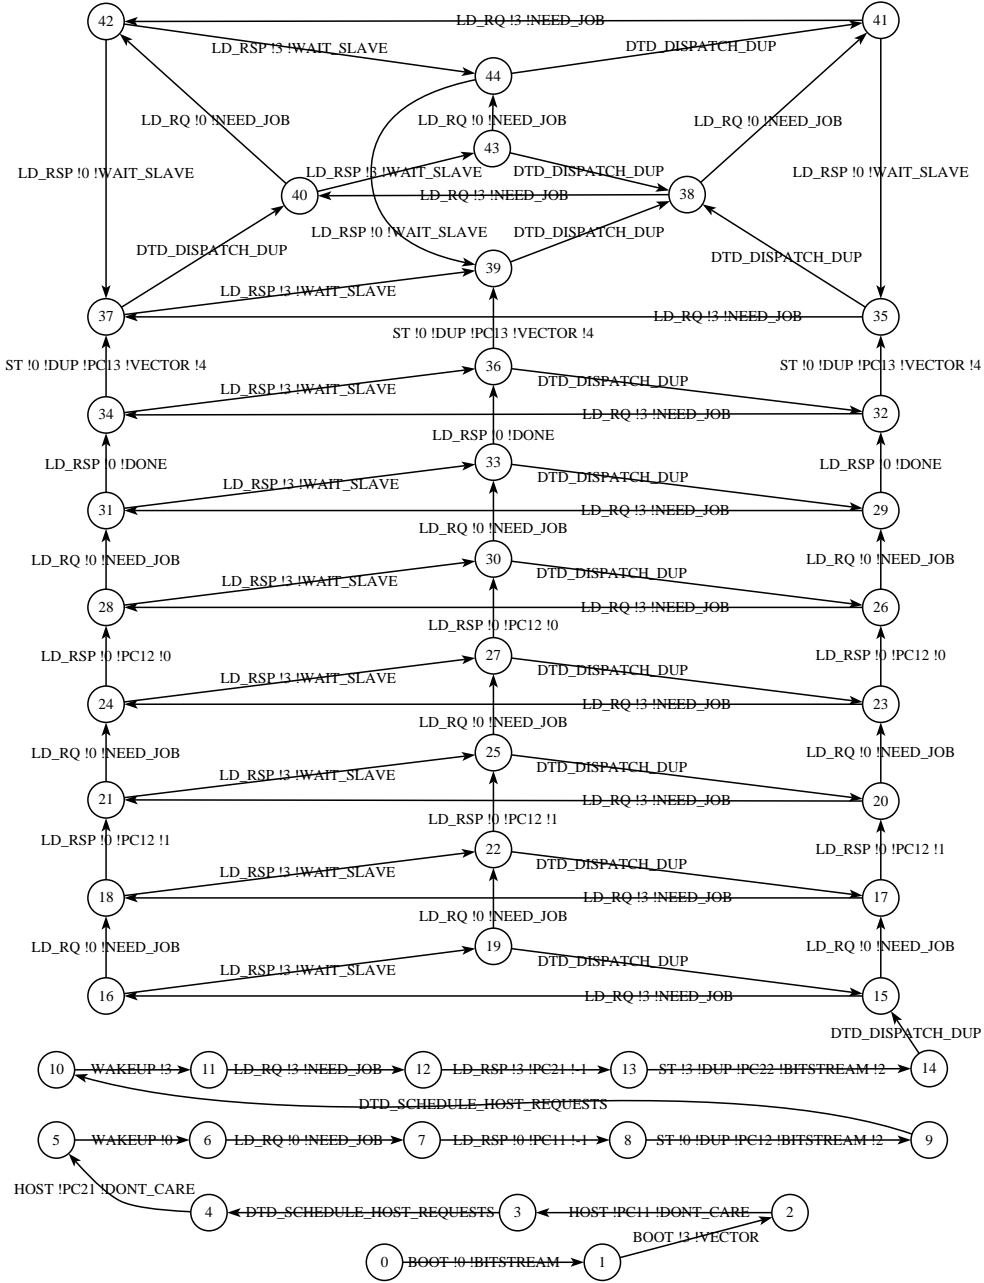 42
LD_RQ !3 !NEED_JOB
41
LD_RSP !3 !WAIT_SLAVE
DTD_DISPATCH_DUP
44
LD_RQ !0 !NEED_JOB
LD_RQ !0 !NEED_JOB
LD_RQ !0 !NEED_JOB
43
LD_RSP !0 !WAIT_SLAVE
LD_RSP !3 !WAIT_SLAVE
DTD_DISPATCH_DUP
LD_RSP !0 !WAIT_SLAVE
40
LD_RQ !3 !NEED_JOB
38
LD_RSP !0 !WAIT_SLAVE
DTD_DISPATCH_DUP
DTD_DISPATCH_DUP
DTD_DISPATCH_DUP
39
LD_RSP !3 !WAIT_SLAVE
37
LD_RQ !3 !NEED_JOB
35
ST !0 !DUP !PC13 !VECTOR !4
ST !0 !DUP !PC13 !VECTOR !4
36
ST !0 !DUP !PC13 !VECTOR !4
LD_RSP !3 !WAIT_SLAVE
DTD_DISPATCH_DUP
34
LD_RQ !3 !NEED_JOB
32
LD_RSP !0 !DONE
LD_RSP !0 !DONE
33
LD_RSP !0 !DONE
LD_RSP !3 !WAIT_SLAVE
DTD_DISPATCH_DUP
31
LD_RQ !3 !NEED_JOB
29
LD_RQ !0 !NEED_JOB
LD_RQ !0 !NEED_JOB
30
LD_RQ !0 !NEED_JOB
LD_RSP !3 !WAIT_SLAVE
DTD_DISPATCH_DUP
28
LD_RQ !3 !NEED_JOB
26
LD_RSP !0 !PC12 !0
LD_RSP !0 !PC12 !0
27
LD_RSP !0 !PC12 !0
LD_RSP !3 !WAIT_SLAVE
DTD_DISPATCH_DUP
24
LD_RQ !3 !NEED_JOB
23
LD_RQ !0 !NEED_JOB
LD_RQ !0 !NEED_JOB
25
LD_RQ !0 !NEED_JOB
LD_RSP !3 !WAIT_SLAVE
DTD_DISPATCH_DUP
21
LD_RQ !3 !NEED_JOB
20
LD_RSP !0 !PC12 !1
LD_RSP !0 !PC12 !1
22
LD_RSP !0 !PC12 !1
LD_RSP !3 !WAIT_SLAVE
DTD_DISPATCH_DUP
18
LD_RQ !3 !NEED_JOB
17
LD_RQ !0 !NEED_JOB
LD_RQ !0 !NEED_JOB
19
LD_RQ !0 !NEED_JOB
LD_RSP !3 !WAIT_SLAVE
DTD_DISPATCH_DUP
16
LD_RQ !3 !NEED_JOB
15
DTD_DISPATCH_DUP
10
WAKEUP !3
11
LD_RQ !3 !NEED_JOB
12
LD_RSP !3 !PC21 !-1
13
ST !3 !DUP !PC22 !BITSTREAM !2
14
DTD_SCHEDULE_HOST_REQUESTS
5
WAKEUP !0
6
LD_RQ !0 !NEED_JOB
7
LD_RSP !0 !PC11 !-1
8
ST !0 !DUP !PC12 !BITSTREAM !2
9
HOST !PC21 !DONT_CARE
4
DTD_SCHEDULE_HOST_REQUESTS
3
HOST !PC11 !DONT_CARE
2
BOOT !3 !VECTOR
0
BOOT !0 !BITSTREAM
1